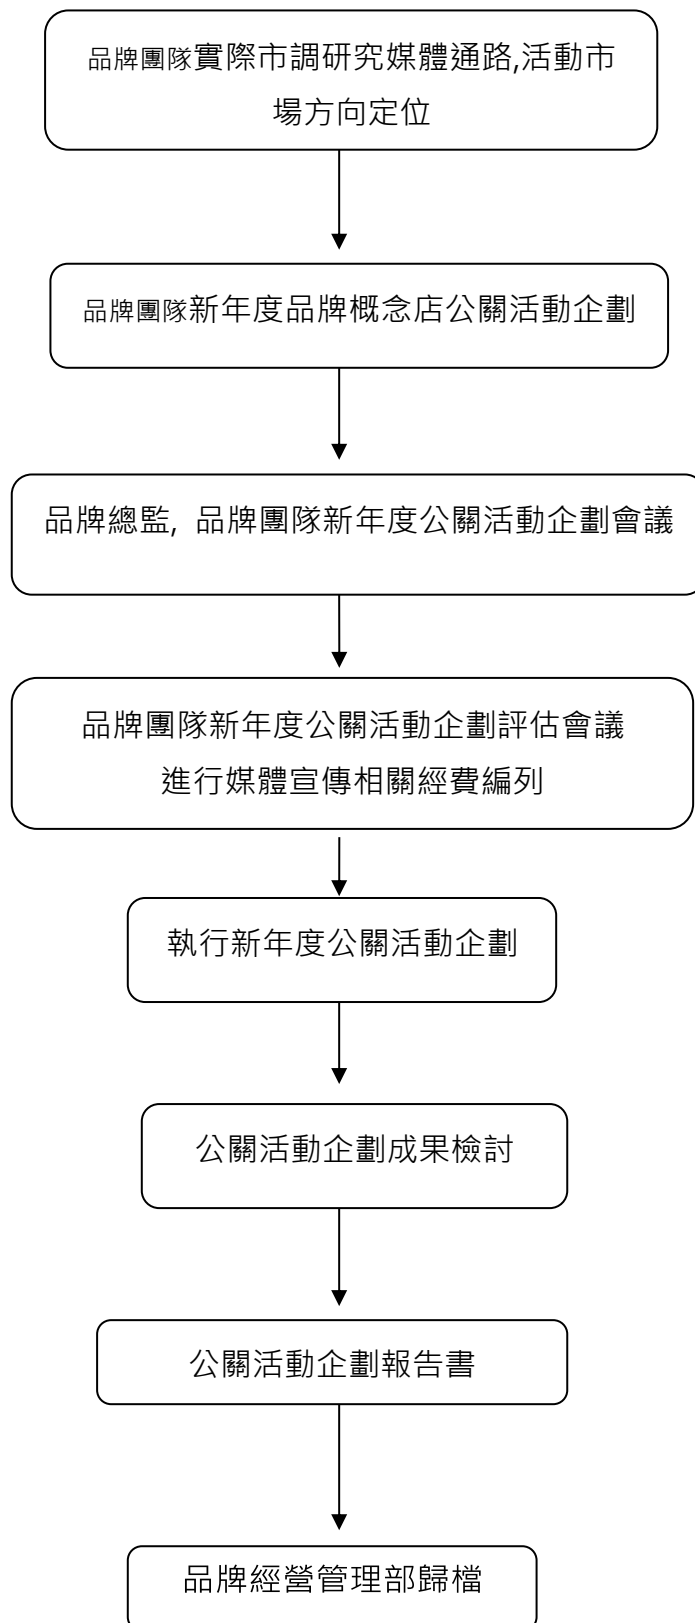 品牌團隊實際市調研究媒體通路,活動市
場方向定位
品牌團隊新年度品牌概念店公關活動企劃
品牌總監, 品牌團隊新年度公關活動企劃會議
品牌團隊新年度公關活動企劃評估會議
進行媒體宣傳相關經費編列
執行新年度公關活動企劃
公關活動企劃成果檢討
公關活動企劃報告書
品牌經營管理部歸檔